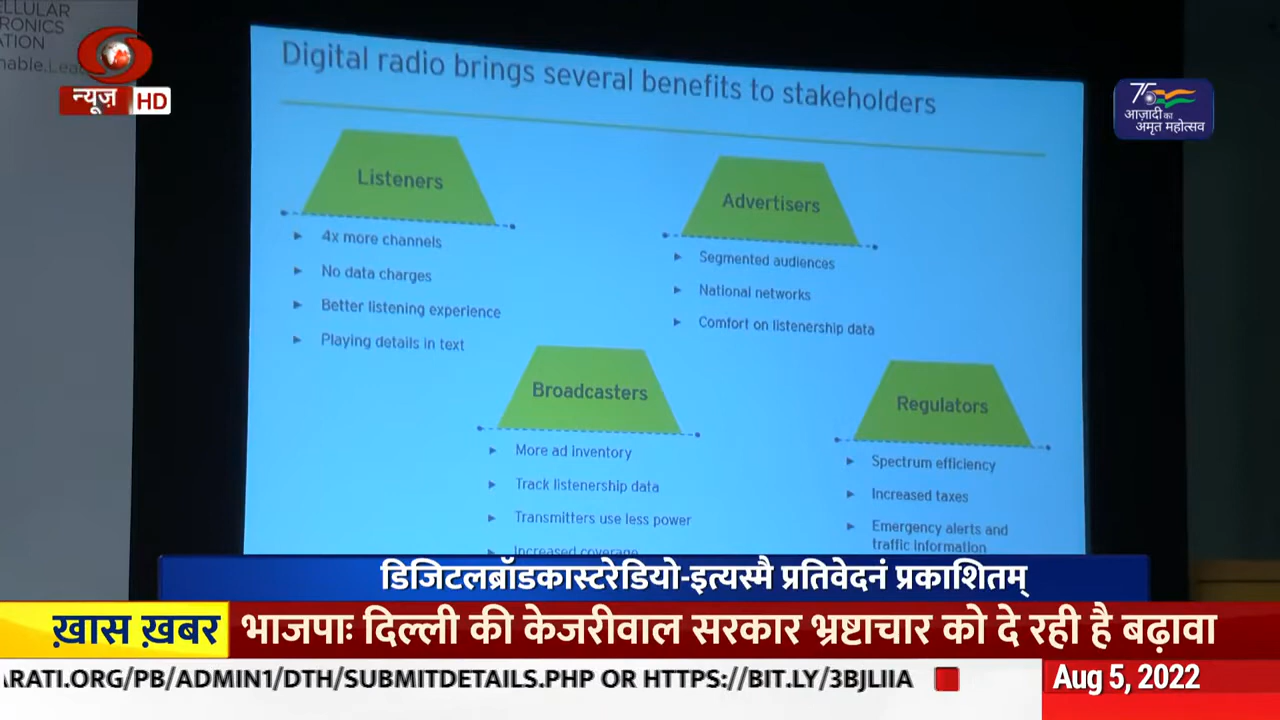 न्यूज़ HD
75
आज़ादी का
अमृत महोत्सव
Digital radio brings several benefits to stakeholders
Listeners
4x more channels
No data charges
Better listening experience
Playing details in text
Advertisers
Segmented audiences
National networks
Comfort on listenership data
Broadcasters
More ad inventory
Track listenership data
Transmitters use less power
Increased coverage
Regulators
Spectrum efficiency
Increased taxes
Emergency alerts and
traffic information
डिजिटलब्रॉडकास्टरेडियो-इत्यस्मै प्रतिवेदनं प्रकाशितम्
ख़ास ख़बर
भाजपाः दिल्ली की केजरीवाल सरकार भ्रष्टाचार को दे रही है बढ़ावा
RATI.ORG/PB/ADMIN1/DTH/SUBMITDETAILS.PHP OR HTTPS://BIT.LY/3BJLIIA
Aug 5, 2022